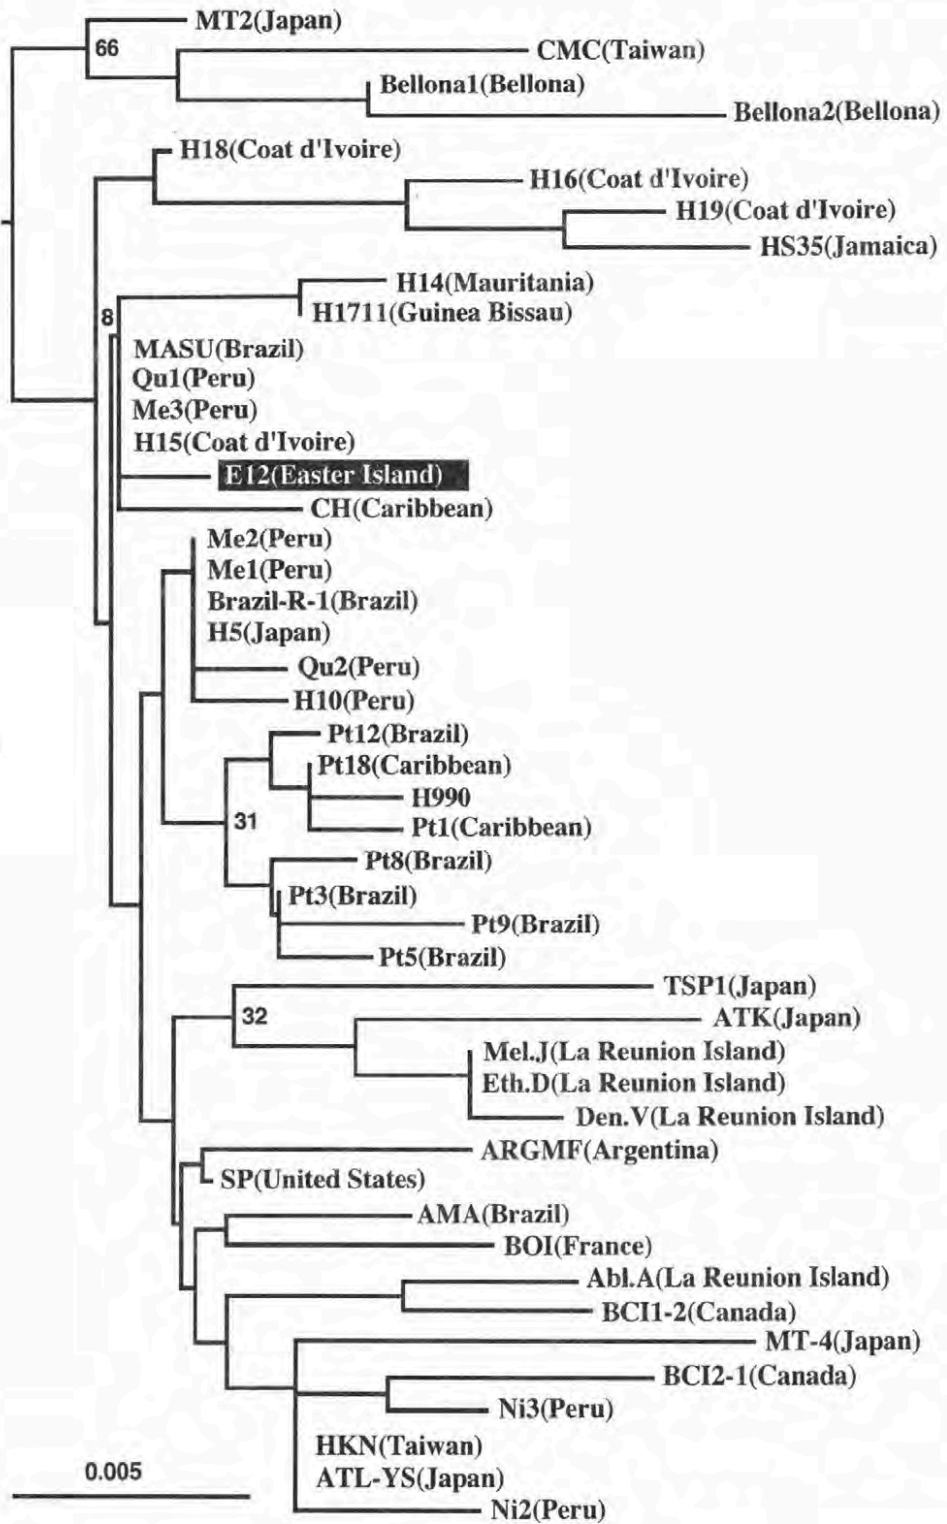 MT2(Japan)
66
CMC(Taiwan)
Bellona1(Bellona)
Bellona2(Bellona)
H18(Coat d'Ivoire)
H16(Coat d'Ivoire)
H19(Coat d'Ivoire)
HS35(Jamaica)
H14(Mauritania)
8
H1711(Guinea Bissau)
MASU(Brazil)
Qu1(Peru)
Me3(Peru)
H15(Coat d'Ivoire)
E12(Easter Island)
CH(Caribbean)
Me2(Peru)
Me1(Peru)
Brazil-R-1(Brazil)
H5(Japan)
Qu2(Peru)
H10(Peru)
Pt12(Brazil)
Pt18(Caribbean)
H990
31
Pt1(Caribbean)
Pt8(Brazil)
Pt3(Brazil)
Pt9(Brazil)
Pt5(Brazil)
TSP1(Japan)
32
ATK(Japan)
Mel.J(La Reunion Island)
Eth.D(La Reunion Island)
Den.V(La Reunion Island)
ARGMF(Argentina)
SP(United States)
AMA(Brazil)
BOI(France)
Abl.A(La Reunion Island)
BCI1-2(Canada)
MT-4(Japan)
BCI2-1(Canada)
Ni3(Peru)
HKN(Taiwan)
0.005
ATL-YS(Japan)
Ni2(Peru)